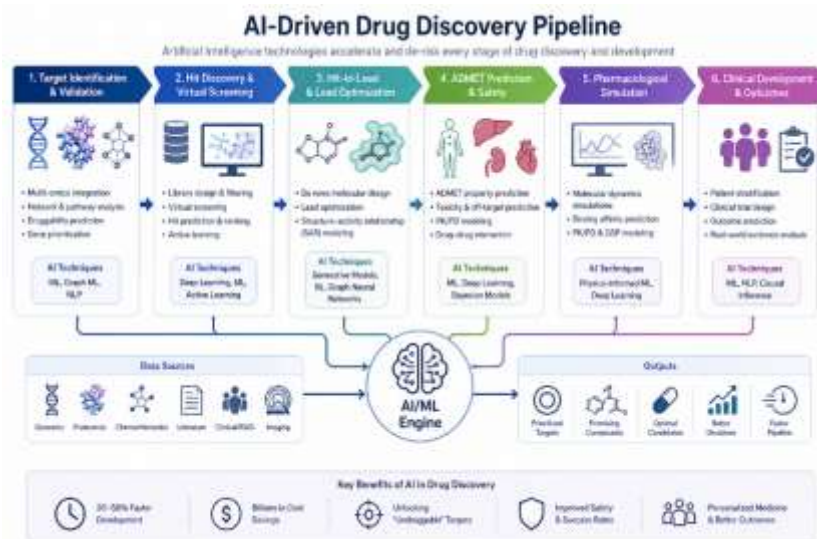 AI-Driven Drug Discovery Pipeline
Artificial Intelligence technologies accelerate and de-risk every stage of drug discovery and development
1. Target Identification
& Validation
2. Hit Discovery &
Virtual Screening
3. Hit-to-Lead
& Lead Optimization
4. ADMET Prediction
& Safety
5. Pharmacological
Simulation
6. Clinical Development
& Outcomes
• Multi-omics integration
• Network & pathway analysis
• Druggability prediction
• Gene prioritization
• Library design & filtering
• Virtual screening
• Hit prediction & ranking
• Active learning
• De novo molecular design
• Lead optimization
• Structure-activity relationship
(SAR) modeling
• ADMET property prediction
• Toxicity & off-target prediction
• PK/PD modeling
• Drug-drug interaction
• Molecular dynamics
simulations
• Binding affinity prediction
• PK/PD & modeling
• Patient stratification
• Clinical trial design
• Outcome prediction
• Real-world evidence analysis
AI Techniques
ML, Graph ML,
NLP
AI Techniques
Deep Learning, ML,
Active Learning
AI Techniques
Generative Models,
RL, Graph Neural
Networks
AI Techniques
ML, Deep Learning,
Bayesian Models
AI Techniques
Physics-Informed ML,
Deep Learning
AI Techniques
ML, NLP, Causal
Inference
Data Sources
Genomics
Proteomics
Literature
Imaging
AI/ML
Engine
Outputs
Prioritized
Targets
Promising
Compounds
Optimal
Candidates
Better
Decisions
Faster
Pipeline
Key Benefits of AI in Drug Discovery
Faster
Development
Billions in Cost
Savings
Unlocking
"Undruggable" Targets
Improved Safety
& Success Rates
Personalized Medicine
& Better Outcomes